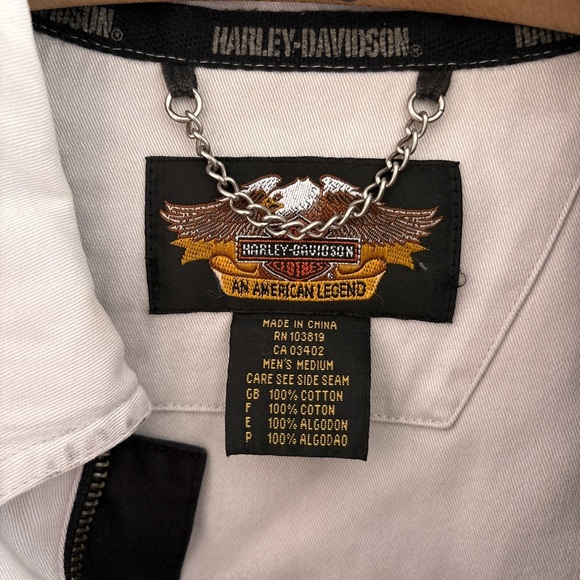 HARLEY-DAVIDSON®
HARLEY-DAVIDSON
AN AMERICAN LEGEND
MADE IN CHINA
RN 103819
CA 03402
MEN'S MEDIUM
CARE SEE SIDE SEAM
GB 100% COTTON
F 100% COTON
E 100% ALGODON
P 100% ALGODAO